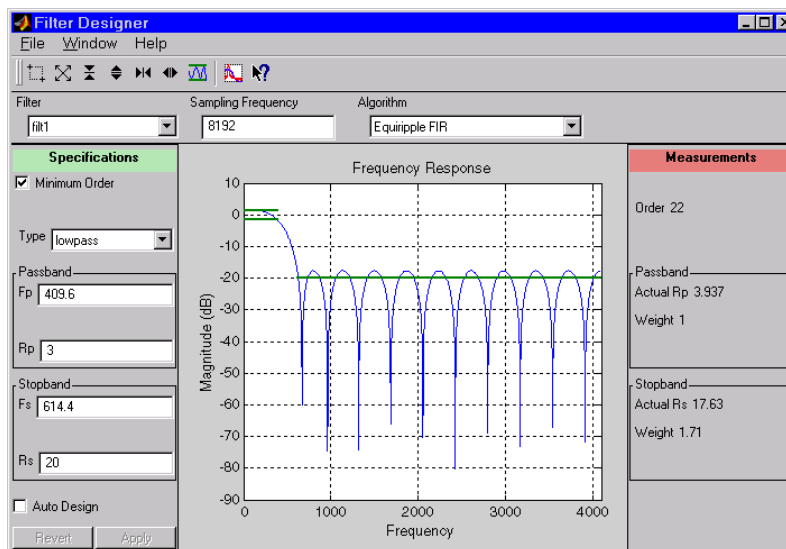 Filter Designer
File Window Help
Filter
Sampling Frequency
Algorithm
filt1
8192
Equiripple FIR
Specifications
Minimum Order
Type lowpass
Passband
Fp 409.6
Rp 3
Stopband
Fs 614.4
Rs 20
Auto Design
Revert Apply
Frequency Response
Magnitude (dB)
10
0
-10
-20
-30
-40
-50
-60
-70
-80
-90
0 1000 2000 3000 4000
Frequency
Measurements
Order 22
Passband
Actual Rp 3.937
Weight 1
Stopband
Actual Rs 17.63
Weight 1.71